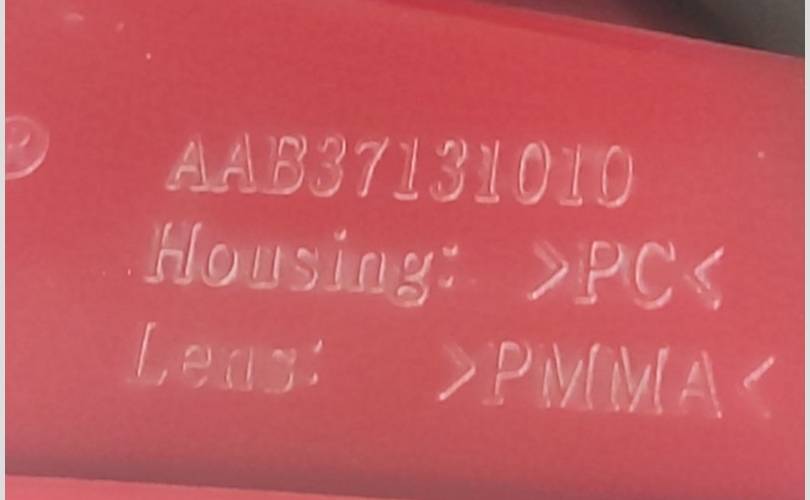 AAB37131010
Housing: >PC<
Lens: >PMMA<